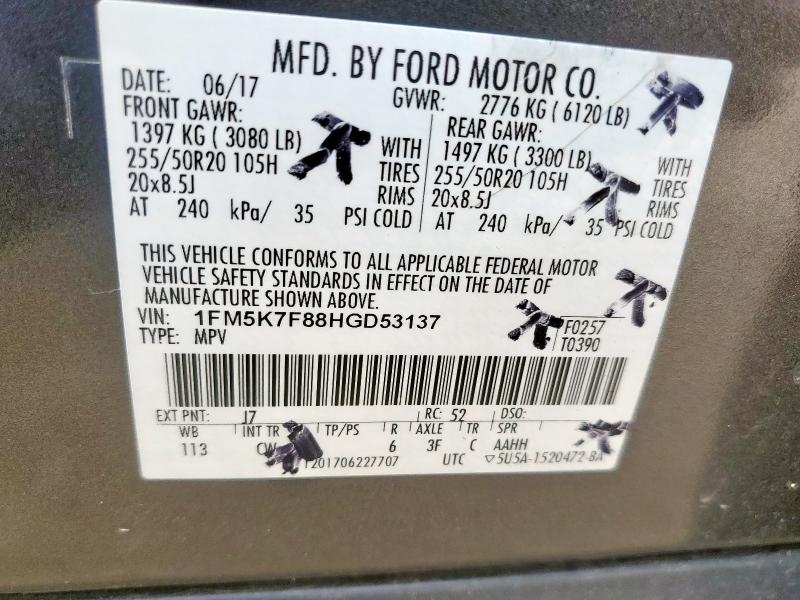 MFD. BY FORD MOTOR CO.
DATE: 06/17
GVWR: 2776 KG ( 6120 LB)
FRONT GAWR:
1397 KG ( 3080 LB)
255/50R20 105H
20x8.5J
WITH
TIRES
RIMS
AT 240 kPa/ 35 PSI COLD
REAR GAWR:
1497 KG ( 3300 LB)
255/50R20 105H
20x8.5J
WITH
TIRES
RIMS
AT 240 kPa/ 35 PSI COLD
THIS VEHICLE CONFORMS TO ALL APPLICABLE FEDERAL MOTOR
VEHICLE SAFETY STANDARDS IN EFFECT ON THE DATE OF
MANUFACTURE SHOWN ABOVE.
VIN: 1FM5K7F88HGD53137
TYPE: MPV
F0257
T0390
EXT PNT: J7 RC: 52 DSO:
WB INT TR TP/PS R AXLE TR SPR
113 CW 6 3F C AAHH
1201706227707 UTC ▽5U5A-1520472-BA